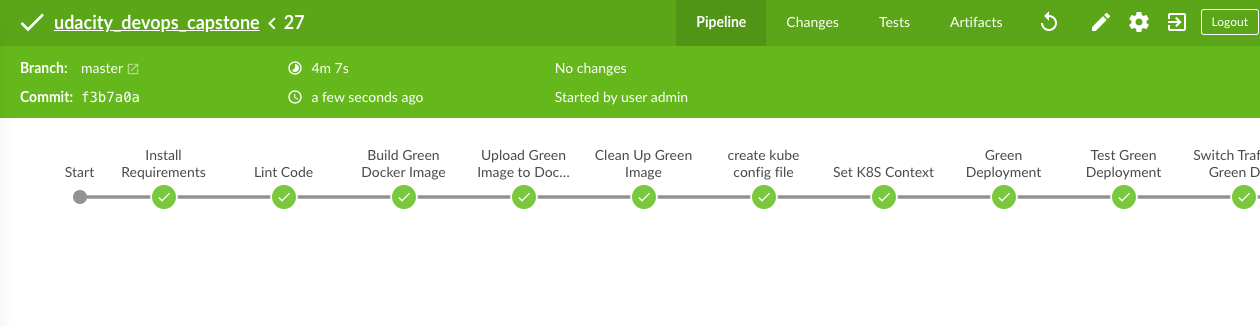 udacity_devops_capstone < 27
Pipeline
Changes
Tests
Artifacts
Logout
Branch: master
4m 7s
No changes
Commit: f3b7a0a
a few seconds ago
Started by user admin
Start
Install
Requirements
Lint Code
Build Green
Docker Image
Upload Green
Image to Doc...
Clean Up Green
Image
create kube
config file
Set K8S Context
Green
Deployment
Test Green
Deployment
Switch Traf
Green D